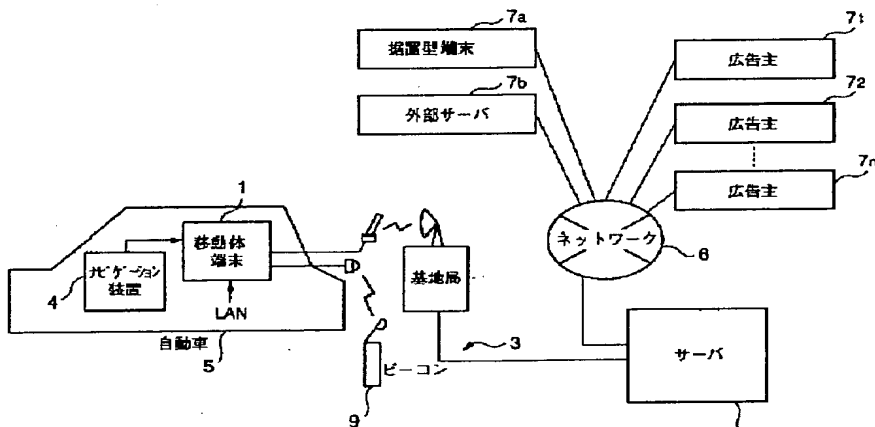 7a
据置型端末
7b
外部サーバ
71
広告主
72
広告主
7n
広告主
ネットワーク
6
1
移動体
端末
ナビゲーション
装置
4
LAN
自動車
5
基地局
3
ビーコン
9
サーバ